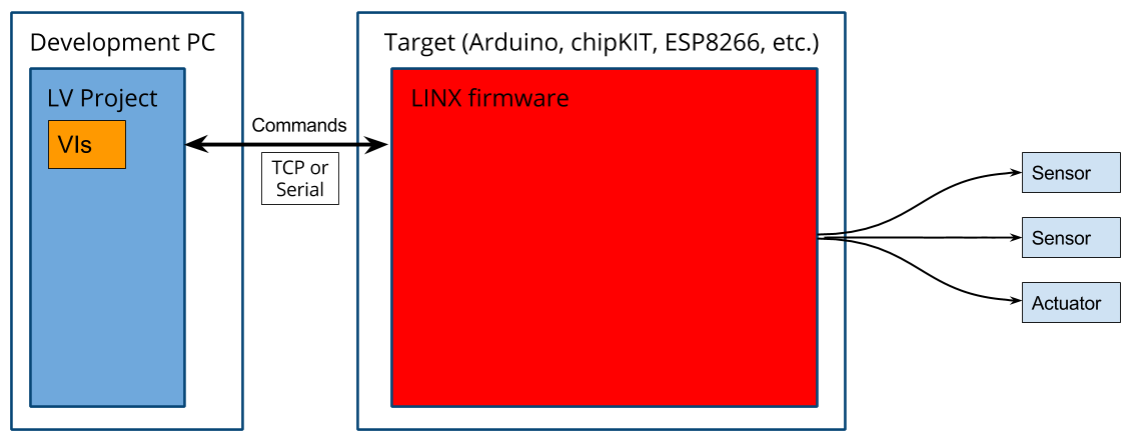 Development PC
LV Project
VIs
Commands
TCP or
Serial
Target (Arduino, chipKIT, ESP8266, etc.)
LINX firmware
Sensor
Sensor
Actuator